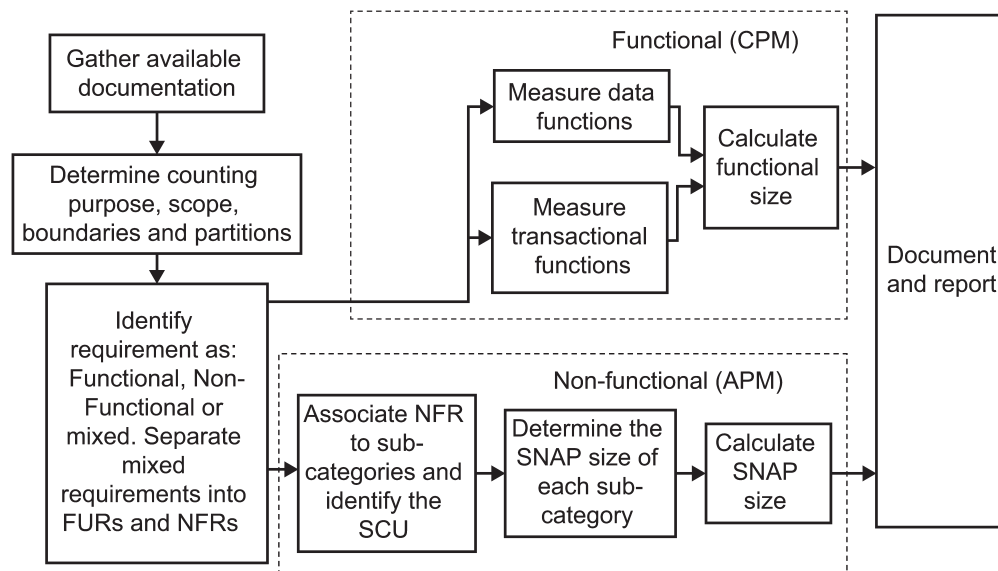 Gather available
documentation
Determine counting
purpose, scope,
boundaries and partitions
Identify
requirement as:
Functional, Non-
Functional or
mixed. Separate
mixed
requirements into
FURs and NFRs
Functional (CPM)
Measure data
functions
Measure
transactional
functions
Calculate
functional
size
Non-functional (APM)
Associate NFR
to sub-
categories and
identify the
SCU
Determine the
SNAP size of
each sub-
category
Calculate
SNAP
size
Document
and report